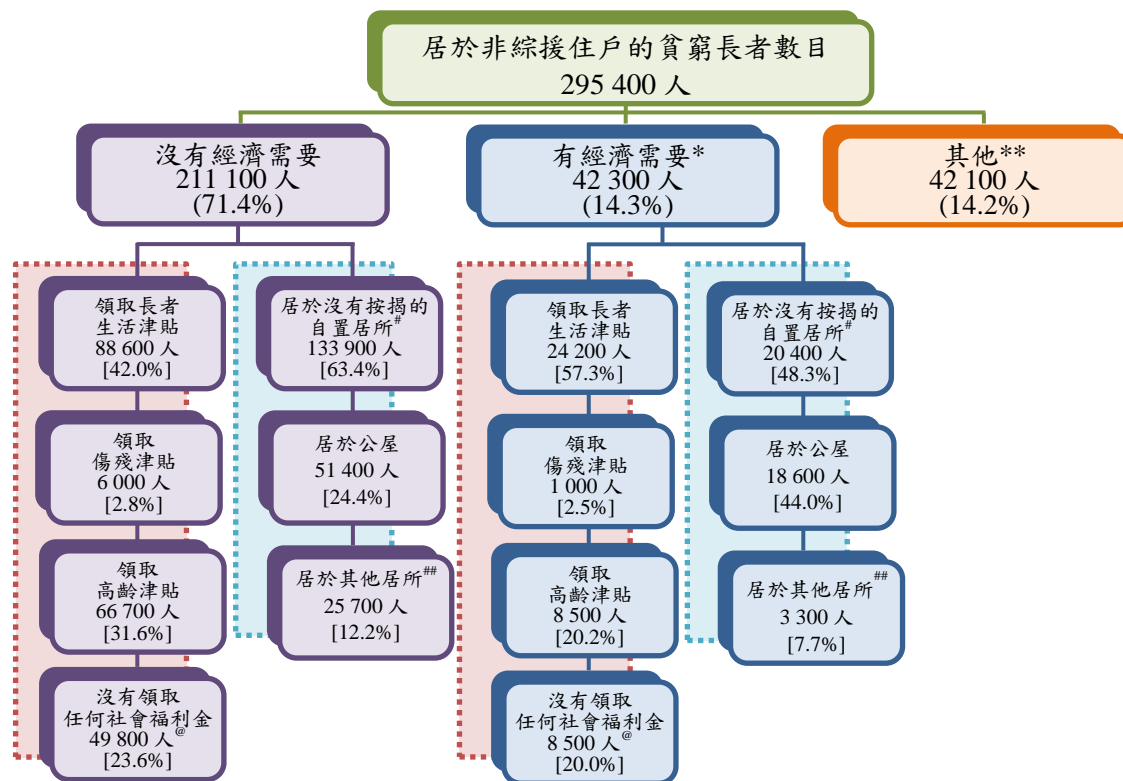 居於非綜援住戶的貧窮長者數目
295 400 人
沒有經濟需要
211 100 人
(71.4%)
有經濟需要*
42 300 人
(14.3%)
其他**
42 100 人
(14.2%)
領取長者
生活津貼
88 600 人
[42.0%]
領取
傷殘津貼
6 000 人
[2.8%]
領取
高齡津貼
66 700 人
[31.6%]
沒有領取
任何社會福利金
49 800 人@
[23.6%]
居於沒有按揭的
自置居所#
133 900 人
[63.4%]
居於公屋
51 400 人
[24.4%]
居於其他居所##
25 700 人
[12.2%]
領取長者
生活津貼
24 200 人
[57.3%]
領取
傷殘津貼
1 000 人
[2.5%]
領取
高齡津貼
8 500 人
[20.2%]
沒有領取
任何社會福利金
8 500 人@
[20.0%]
居於沒有按揭的
自置居所#
20 400 人
[48.3%]
居於公屋
18 600 人
[44.0%]
居於其他居所##
3 300 人
[7.7%]